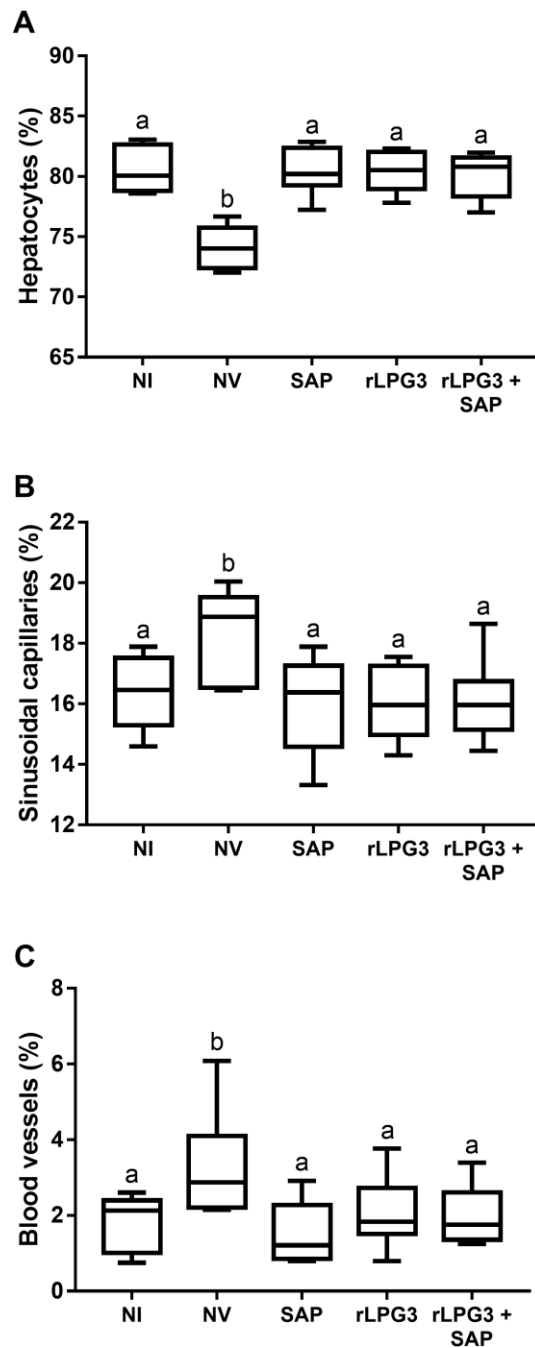 A
Hepatocytes (%)
90
85
80
75
70
65
a
b
a
a
a
NI
NV
SAP
rLPG3
rLPG3 +
SAP
B
Sinusoidal capillaries (%)
22
20
18
16
14
12
a
b
a
a
a
NI
NV
SAP
rLPG3
rLPG3 +
SAP
C
Blood vessels (%)
8
6
4
2
0
a
b
a
a
a
NI
NV
SAP
rLPG3
rLPG3 +
SAP